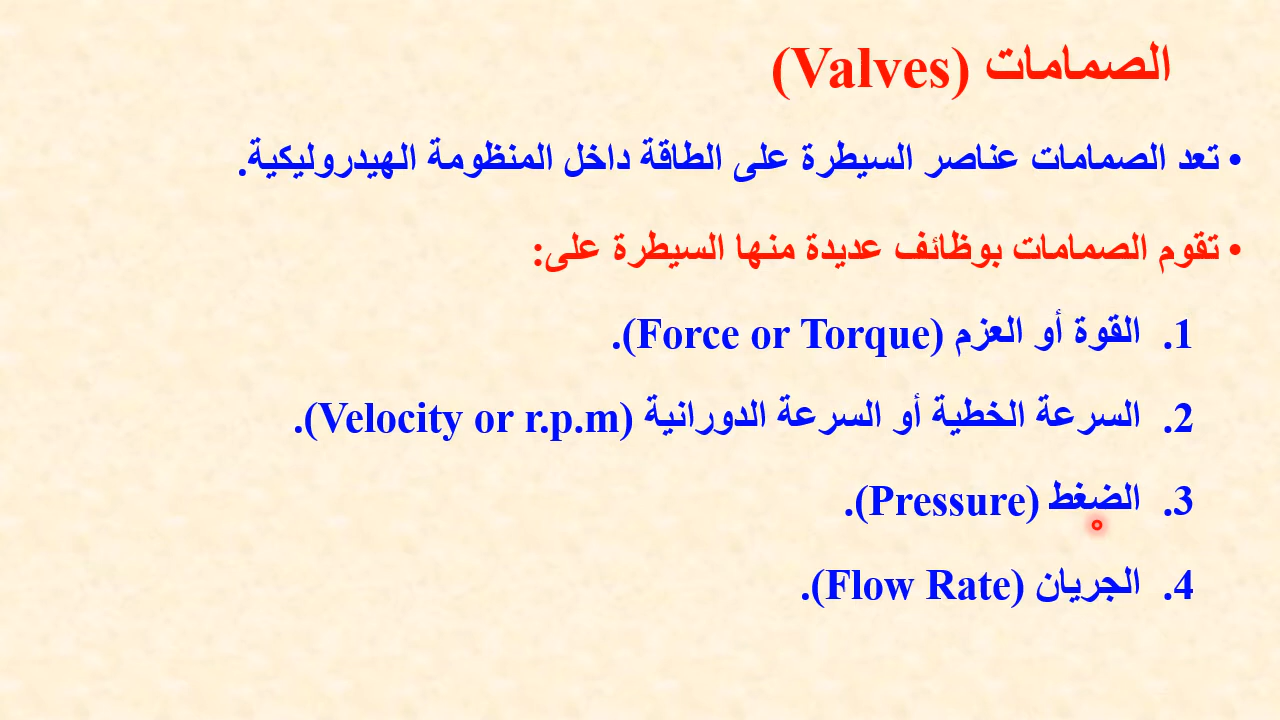 الصمامات (Valves)
• تعد الصمامات عناصر السيطرة على الطاقة داخل المنظومة الهيدروليكية.
• تقوم الصمامات بوظائف عديدة منها السيطرة على:
1. القوة أو العزم (Force or Torque).
2. السرعة الخطية أو السرعة الدورانية (Velocity or r.p.m).
3. الضغط (Pressure).
4. الجريان (Flow Rate).